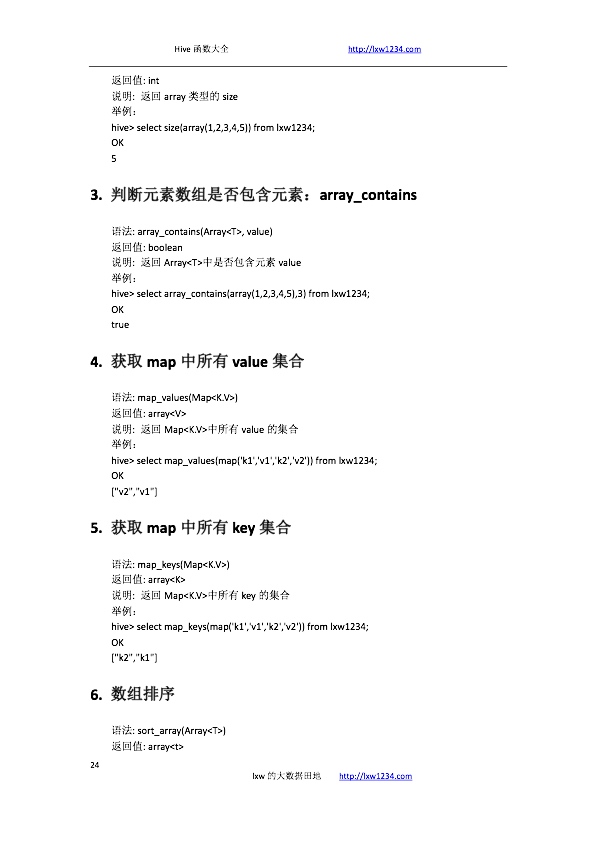 Hive 函数大全 http://lxw1234.com
返回值: int
说明: 返回 array 类型的 size
举例：
hive> select size(array(1,2,3,4,5)) from lxw1234;
OK
5
3. 判断元素数组是否包含元素：array_contains
语法: array_contains(Array<T>, value)
返回值: boolean
说明: 返回 Array<T>中是否包含元素 value
举例：
hive> select array_contains(array(1,2,3,4,5),3) from lxw1234;
OK
true
4. 获取 map 中所有 value 集合
语法: map_values(Map<K.V>)
返回值: array<V>
说明: 返回 Map<K.V>中所有 value 的集合
举例：
hive> select map_values(map('k1','v1','k2','v2')) from lxw1234;
OK
["v2","v1"]
5. 获取 map 中所有 key 集合
语法: map_keys(Map<K.V>)
返回值: array<K>
说明: 返回 Map<K.V>中所有 key 的集合
举例：
hive> select map_keys(map('k1','v1','k2','v2')) from lxw1234;
OK
["k2","k1"]
6. 数组排序
语法: sort_array(Array<T>)
返回值: array<t>
24
lxw 的大数据田地 http://lxw1234.com